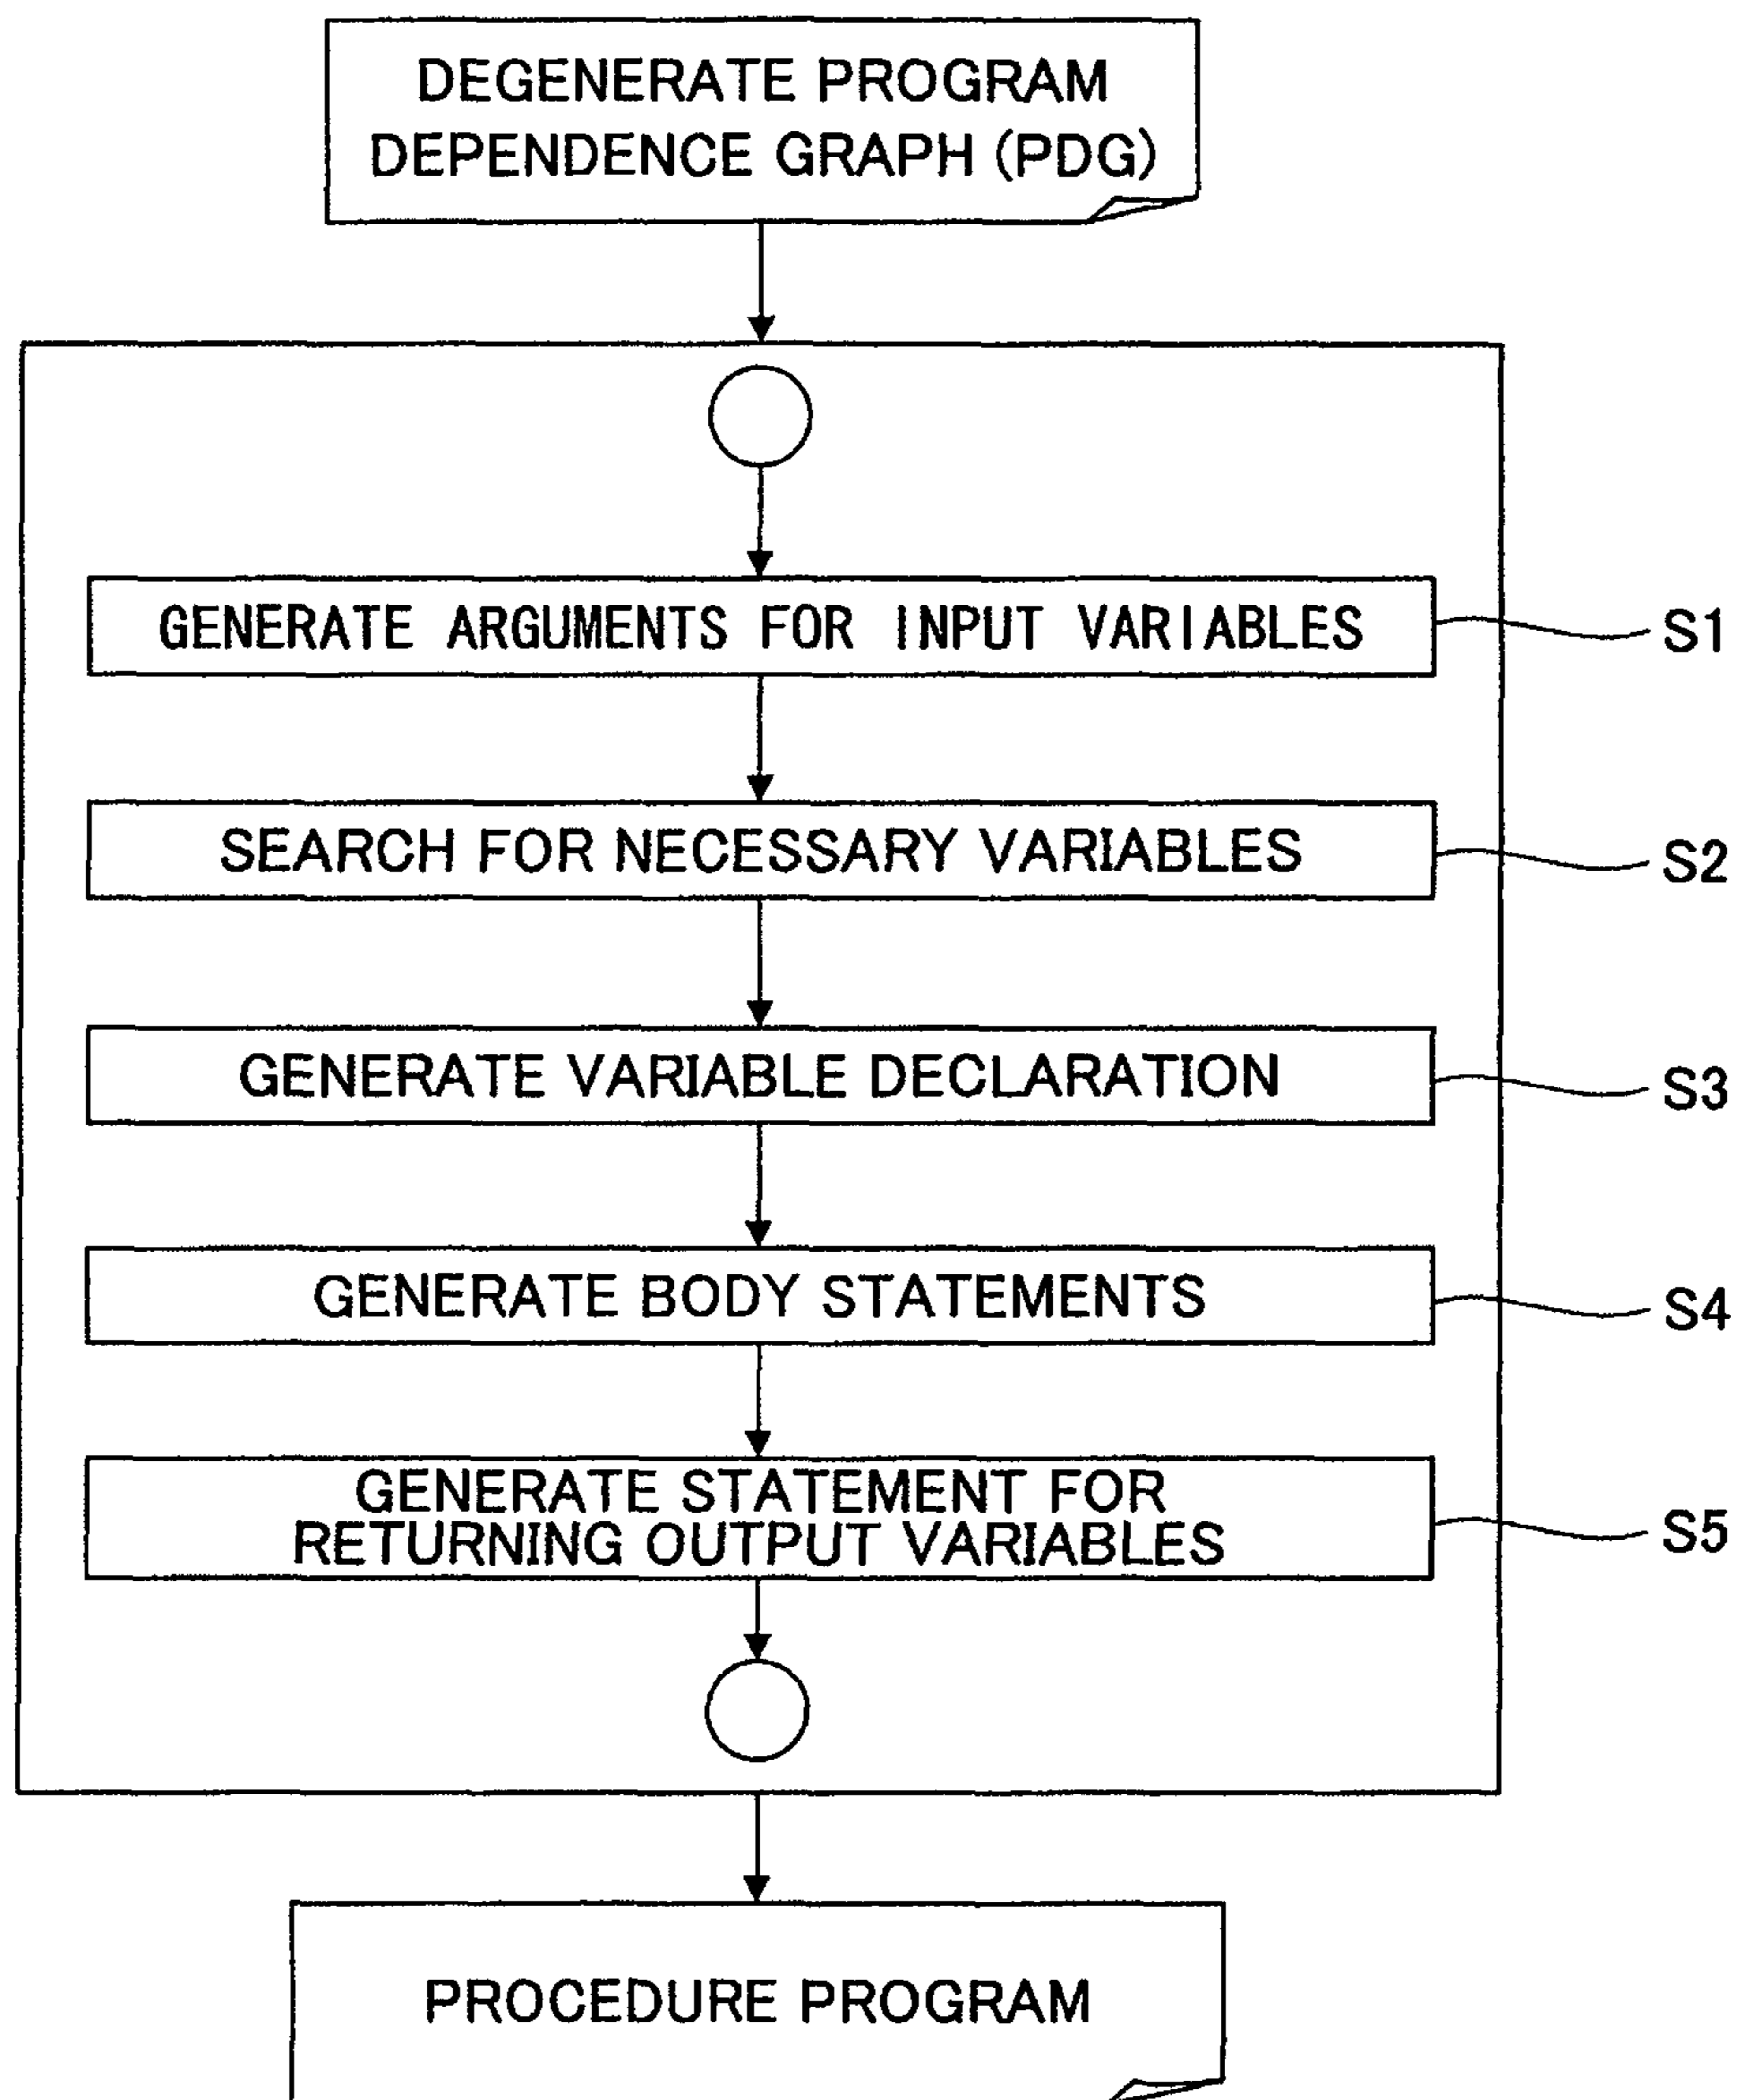 DEGENERATE PROGRAM
DEPENDENCE GRAPH (PDG)
GENERATE ARGUMENTS FOR INPUT VARIABLES
S1
SEARCH FOR NECESSARY VARIABLES
S2
GENERATE VARIABLE DECLARATION
S3
GENERATE BODY STATEMENTS
S4
GENERATE STATEMENT FOR
RETURNING OUTPUT VARIABLES
S5
PROCEDURE PROGRAM